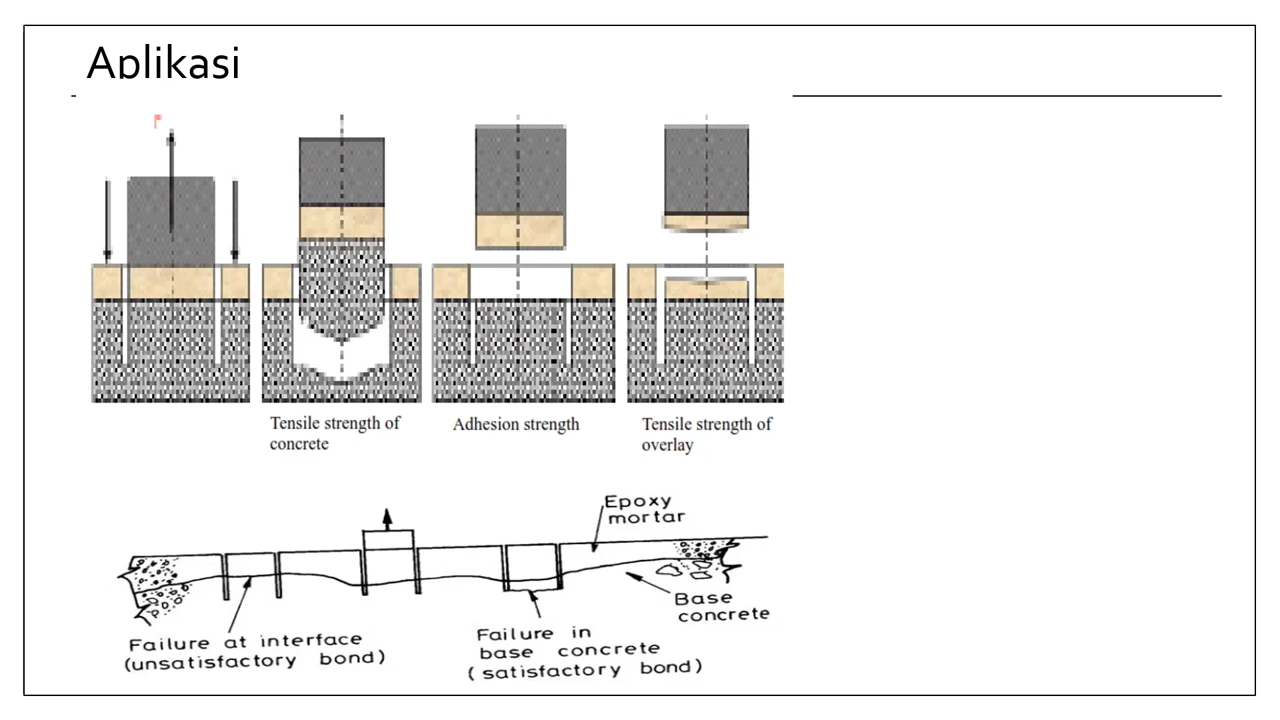 Aplikasi
Tensile strength of
concrete
Adhesion strength
Tensile strength of
overlay
Epoxy
mortar
Base
concrete
Failure at interface
(unsatisfactory bond)
Failure in
base concrete
(satisfactory bond)